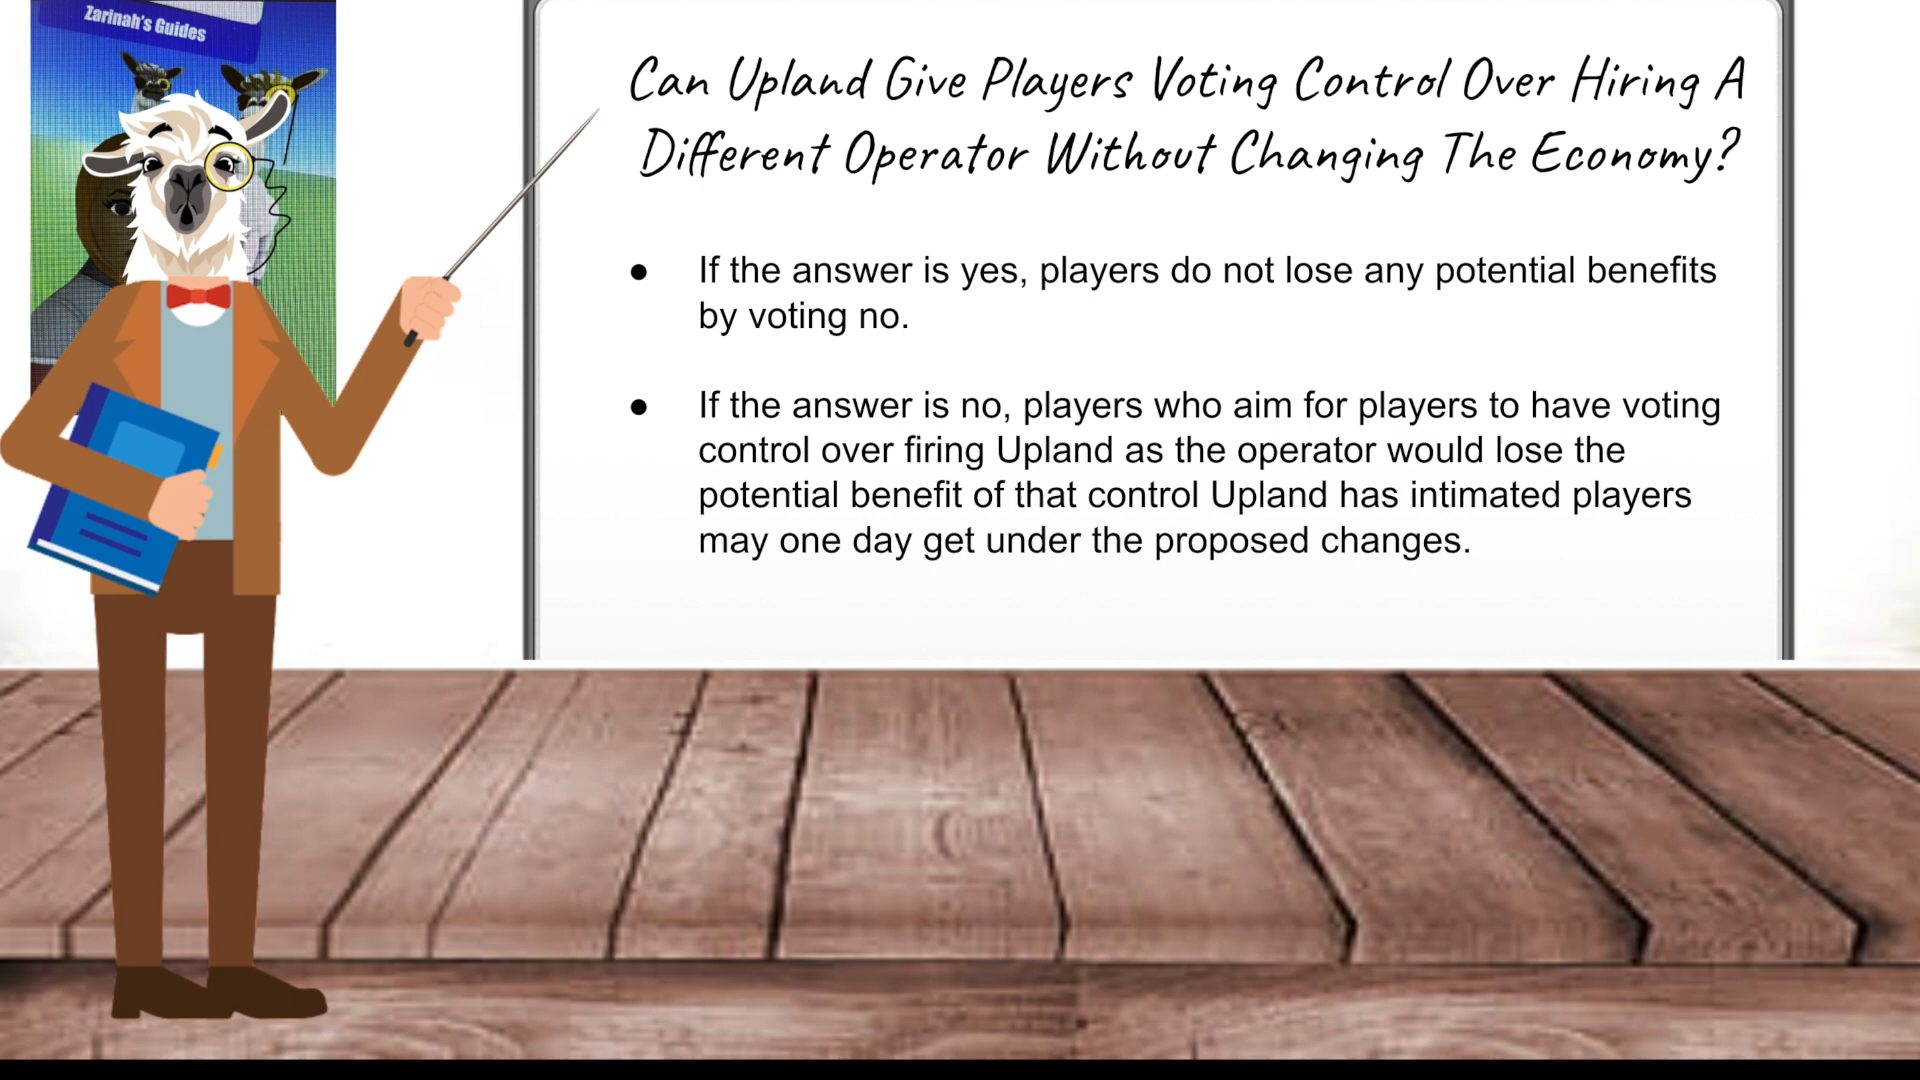 Zarinah's Guides
Can Upland Give Players Voting Control Over Hiring A
Different Operator Without Changing The Economy?
● If the answer is yes, players do not lose any potential benefits
by voting no.
● If the answer is no, players who aim for players to have voting
control over firing Upland as the operator would lose the
potential benefit of that control Upland has intimated players
may one day get under the proposed changes.